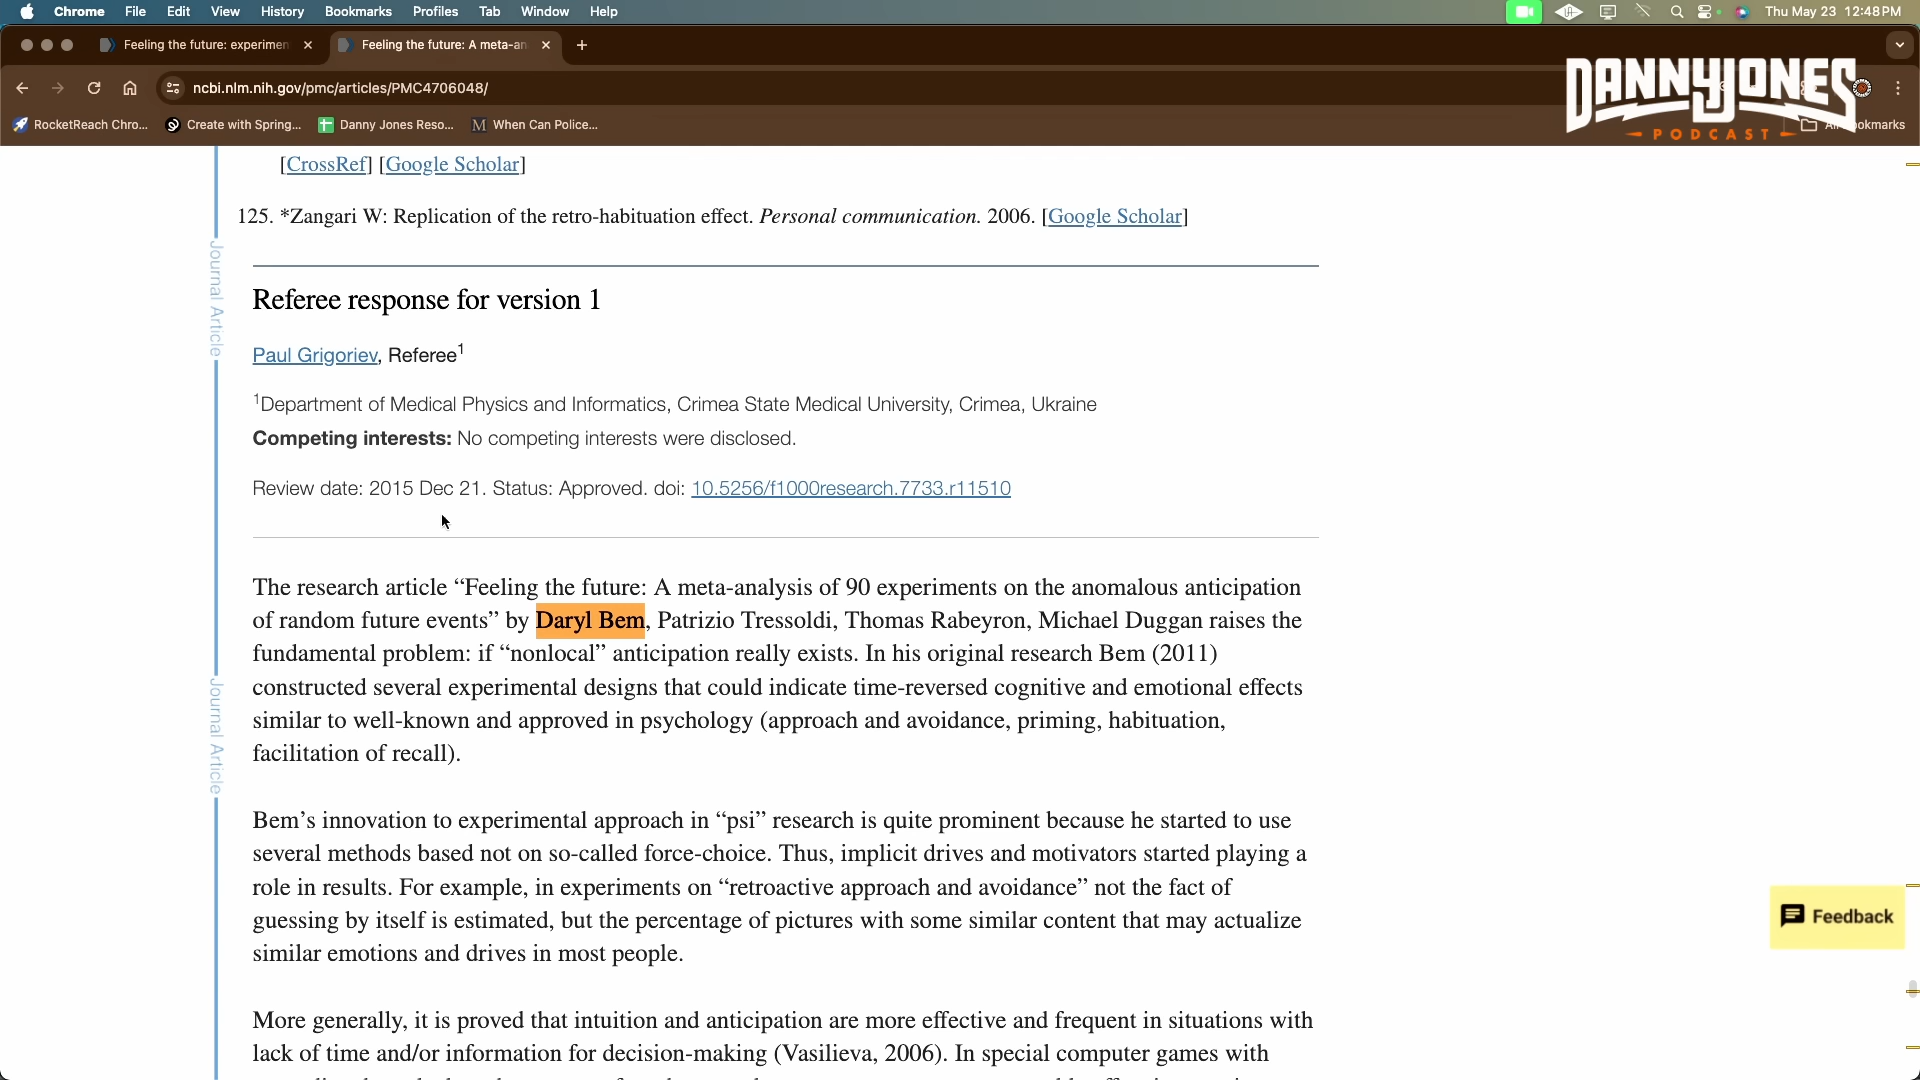 Chrome File Edit View History Bookmarks Profiles Tab Window Help
Thu May 23 12:48 PM
Feeling the future: experimen
Feeling the future: A meta-an
ncbi.nlm.nih.gov/pmc/articles/PMC4706048/
DANNY JONES
PODCAST
RocketReach Chro...
Create with Spring...
Danny Jones Reso...
When Can Police...
[CrossRef] [Google Scholar]
125. *Zangari W: Replication of the retro-habituation effect. Personal communication. 2006. [Google Scholar]
Journal Article
Referee response for version 1
Paul Grigoriev, Referee1
1Department of Medical Physics and Informatics, Crimea State Medical University, Crimea, Ukraine
Competing interests: No competing interests were disclosed.
Review date: 2015 Dec 21. Status: Approved. doi: 10.5256/f1000research.7733.r11510
The research article “Feeling the future: A meta-analysis of 90 experiments on the anomalous anticipation
of random future events” by Daryl Bem, Patrizio Tressoldi, Thomas Rabeyron, Michael Duggan raises the
fundamental problem: if “nonlocal” anticipation really exists. In his original research Bem (2011)
constructed several experimental designs that could indicate time-reversed cognitive and emotional effects
similar to well-known and approved in psychology (approach and avoidance, priming, habituation,
facilitation of recall).
Journal Article
Bem’s innovation to experimental approach in “psi” research is quite prominent because he started to use
several methods based not on so-called force-choice. Thus, implicit drives and motivators started playing a
role in results. For example, in experiments on “retroactive approach and avoidance” not the fact of
guessing by itself is estimated, but the percentage of pictures with some similar content that may actualize
similar emotions and drives in most people.
Feedback
More generally, it is proved that intuition and anticipation are more effective and frequent in situations with
lack of time and/or information for decision-making (Vasilieva, 2006). In special computer games with